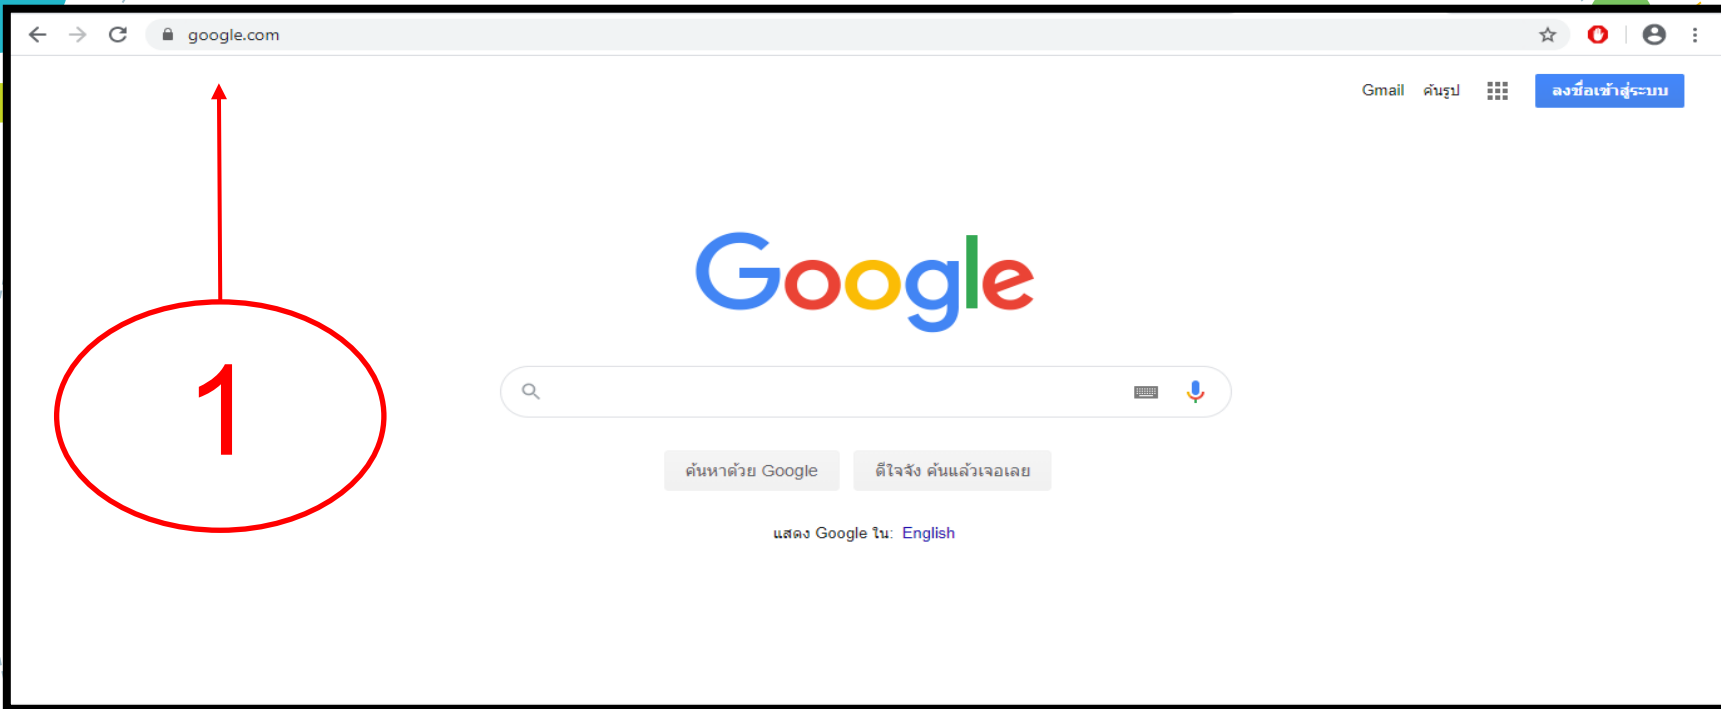 google.com
Gmail ค้นรูป ลงชื่อเข้าสู่ระบบ
Google
1
ค้นหาด้วย Google ดีใจจัง ค้นแล้วเจอเลย
แสดง Google ใน: English